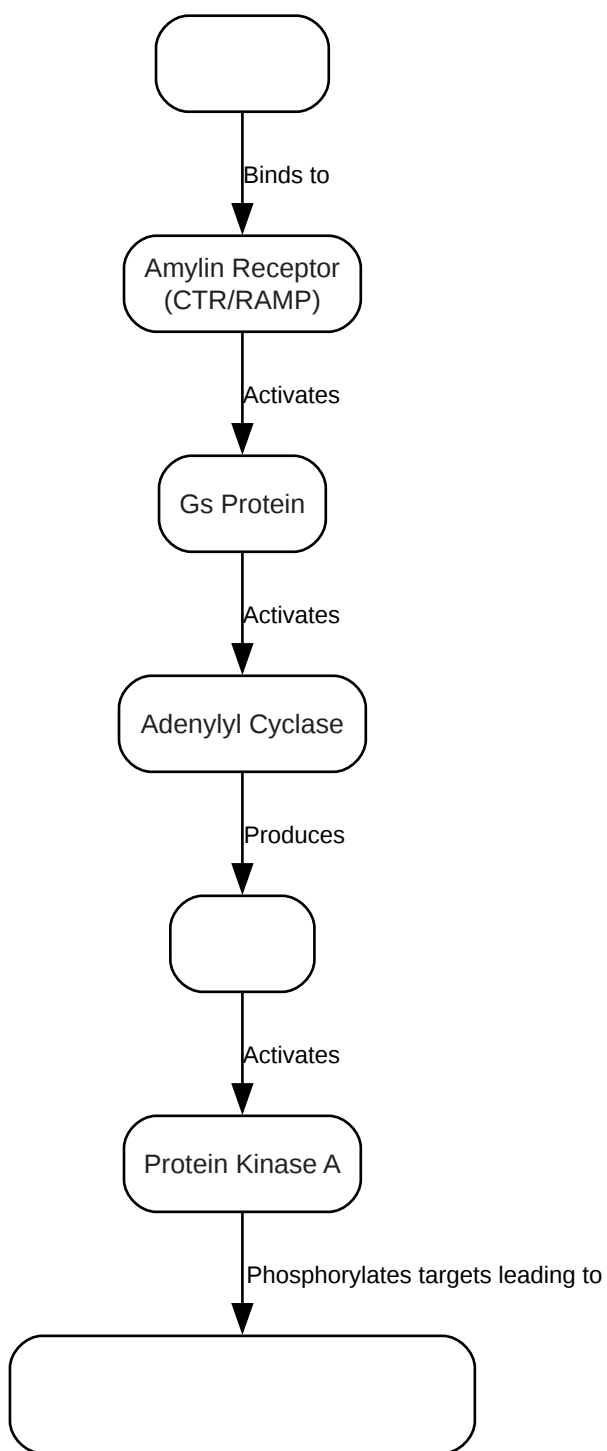 Binds to
Amylin Receptor
(CTR/RAMP)
Activates
Gs Protein
Activates
Adenylyl Cyclase
Produces
Activates
Protein Kinase A
Phosphorylates targets leading to